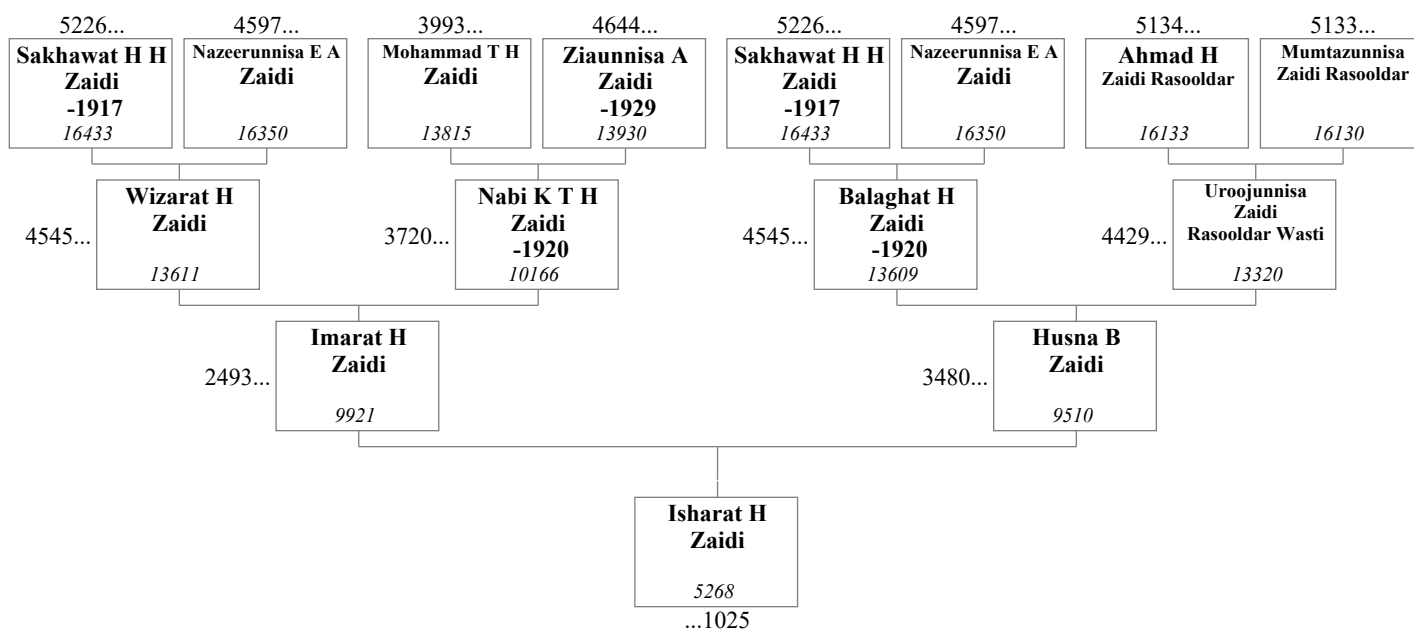 5226...
4597...
3993...
4644...
5226...
4597...
5134...
5133...
Sakhawat H H
Zaidi
-1917
16433
Nazeerunnisa E A
Zaidi
16350
Mohammad T H
Zaidi
13815
Ziaunnisa A
Zaidi
-1929
13930
Sakhawat H H
Zaidi
-1917
16433
Nazeerunnisa E A
Zaidi
16350
Ahmad H
Zaidi Rasooldar
16133
Mumtazunnisa
Zaidi Rasooldar
16130
4545...
Wizarat H
Zaidi
13611
3720...
Nabi K T H
Zaidi
-1920
10166
4545...
Balaghat H
Zaidi
-1920
13609
4429...
Uroojunnisa
Zaidi
Rasooldar Wasti
13320
2493...
Imarat H
Zaidi
9921
3480...
Husna B
Zaidi
9510
Isharat H
Zaidi
5268
...1025